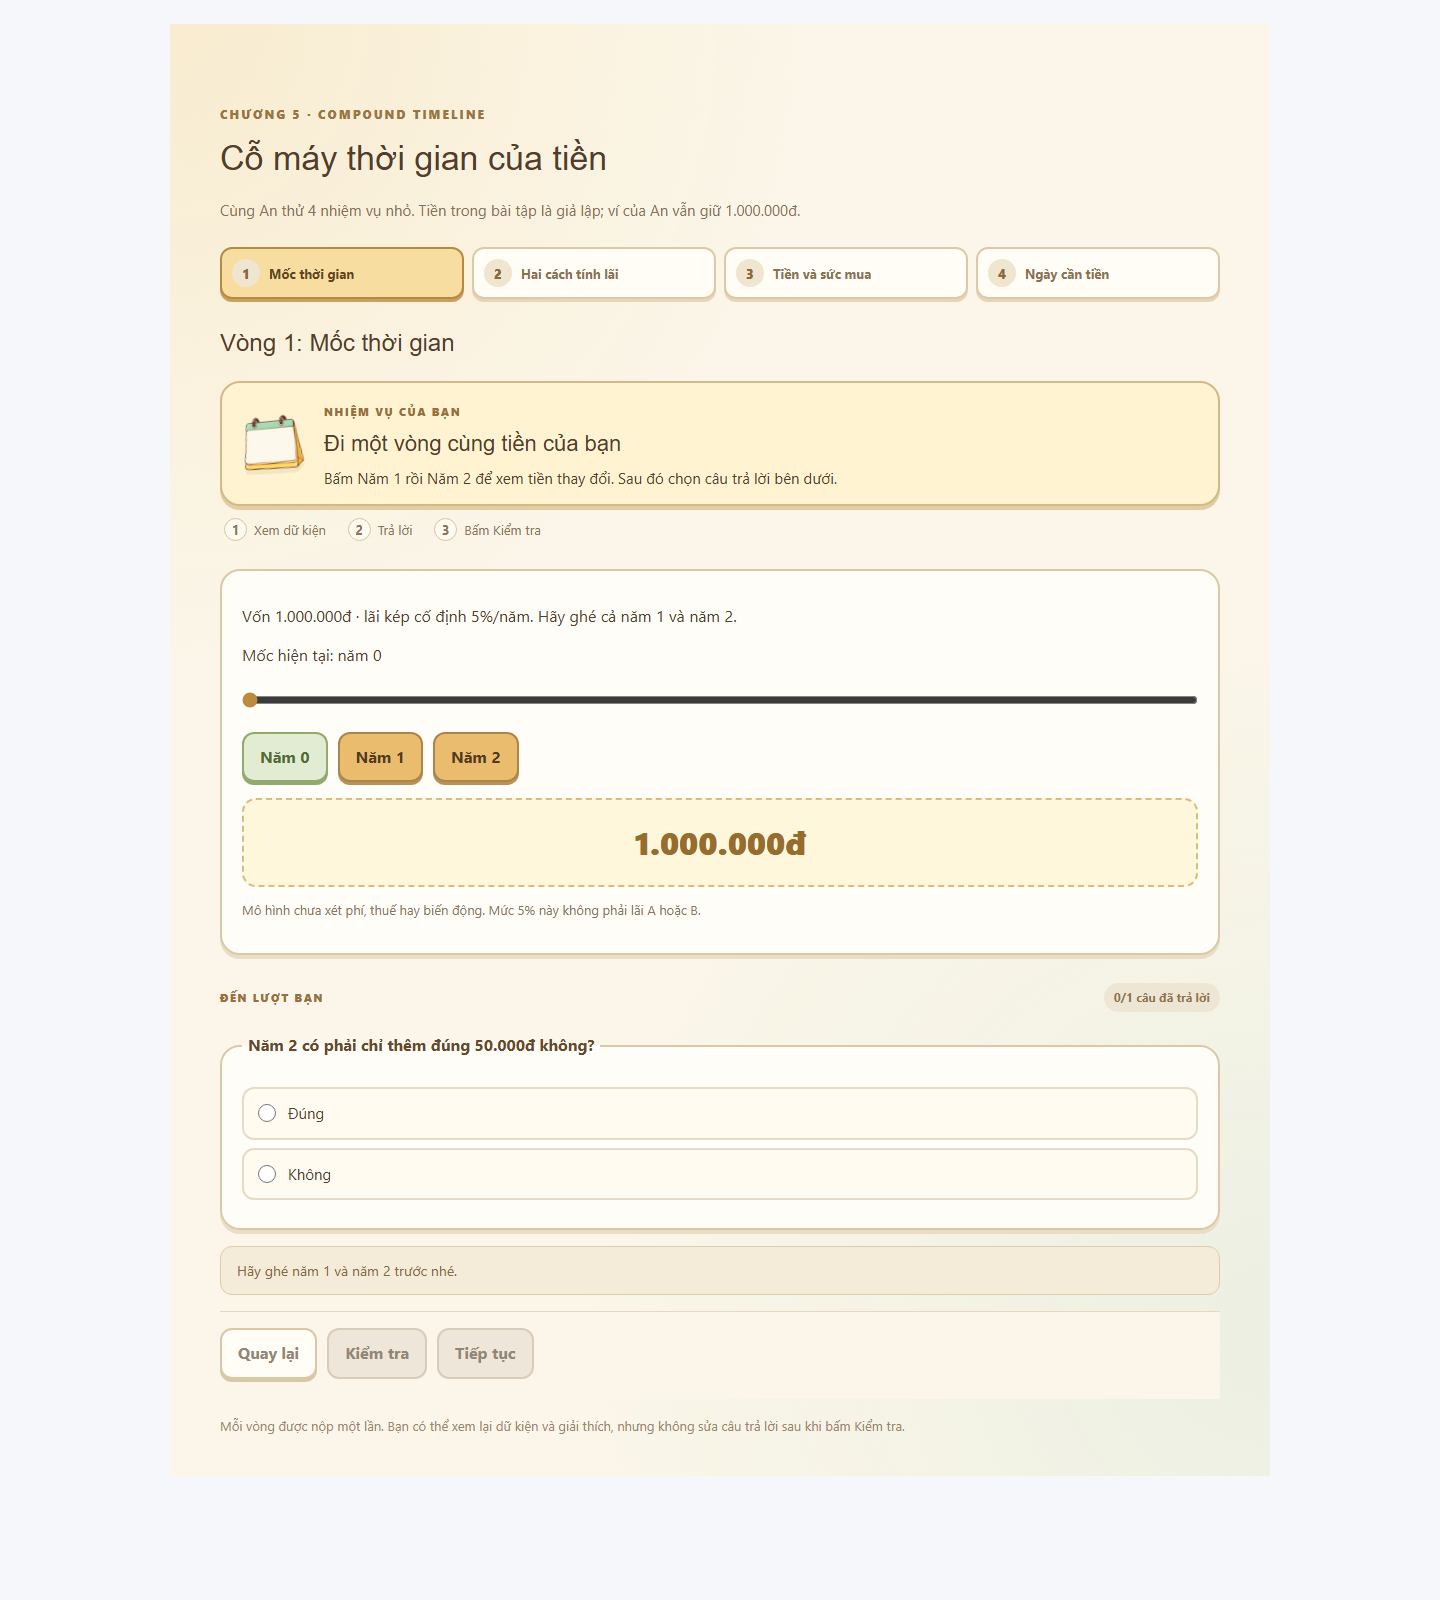 CHƯƠNG 5 · COMPOUND TIMELINE
Cỗ máy thời gian của tiền
Cùng An thử 4 nhiệm vụ nhỏ. Tiền trong bài tập là giả lập; ví của An vẫn giữ 1.000.000đ.
1 Mốc thời gian
2 Hai cách tính lãi
3 Tiền và sức mua
4 Ngày cần tiền
Vòng 1: Mốc thời gian
NHIỆM VỤ CỦA BẠN
Đi một vòng cùng tiền của bạn
Bấm Năm 1 rồi Năm 2 để xem tiền thay đổi. Sau đó chọn câu trả lời bên dưới.
1 Xem dữ kiện 2 Trả lời 3 Bấm Kiểm tra
Vốn 1.000.000đ · lãi kép cố định 5%/năm. Hãy ghé cả năm 1 và năm 2.
Mốc hiện tại: năm 0
Năm 0 Năm 1 Năm 2
1.000.000đ
Mô hình chưa xét phí, thuế hay biến động. Mức 5% này không phải lãi A hoặc B.
ĐẾN LƯỢT BẠN
0/1 câu đã trả lời
Năm 2 có phải chỉ thêm đúng 50.000đ không?
Đúng
Không
Hãy ghé năm 1 và năm 2 trước nhé.
Quay lại Kiểm tra Tiếp tục
Mỗi vòng được nộp một lần. Bạn có thể xem lại dữ kiện và giải thích, nhưng không sửa câu trả lời sau khi bấm Kiểm tra.